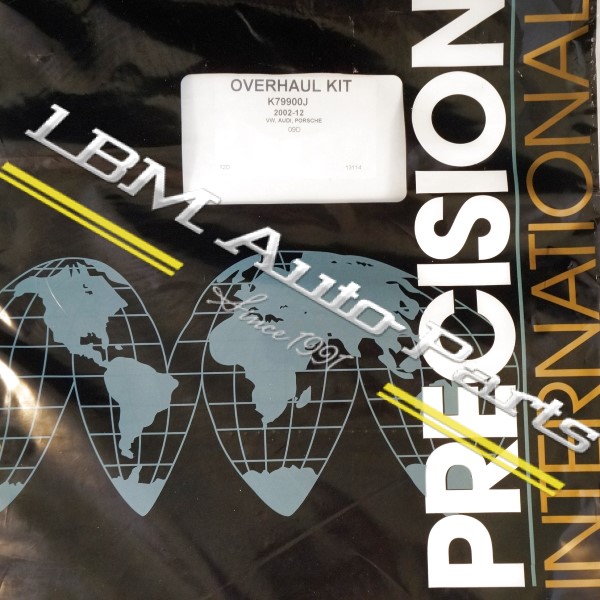 OVERHAUL KIT
K79900J
2002-12
VW, AUDI, PORSCHE
09D
LBM Auto Parts
Since 1991
PRECISION
INTERNATIONAL